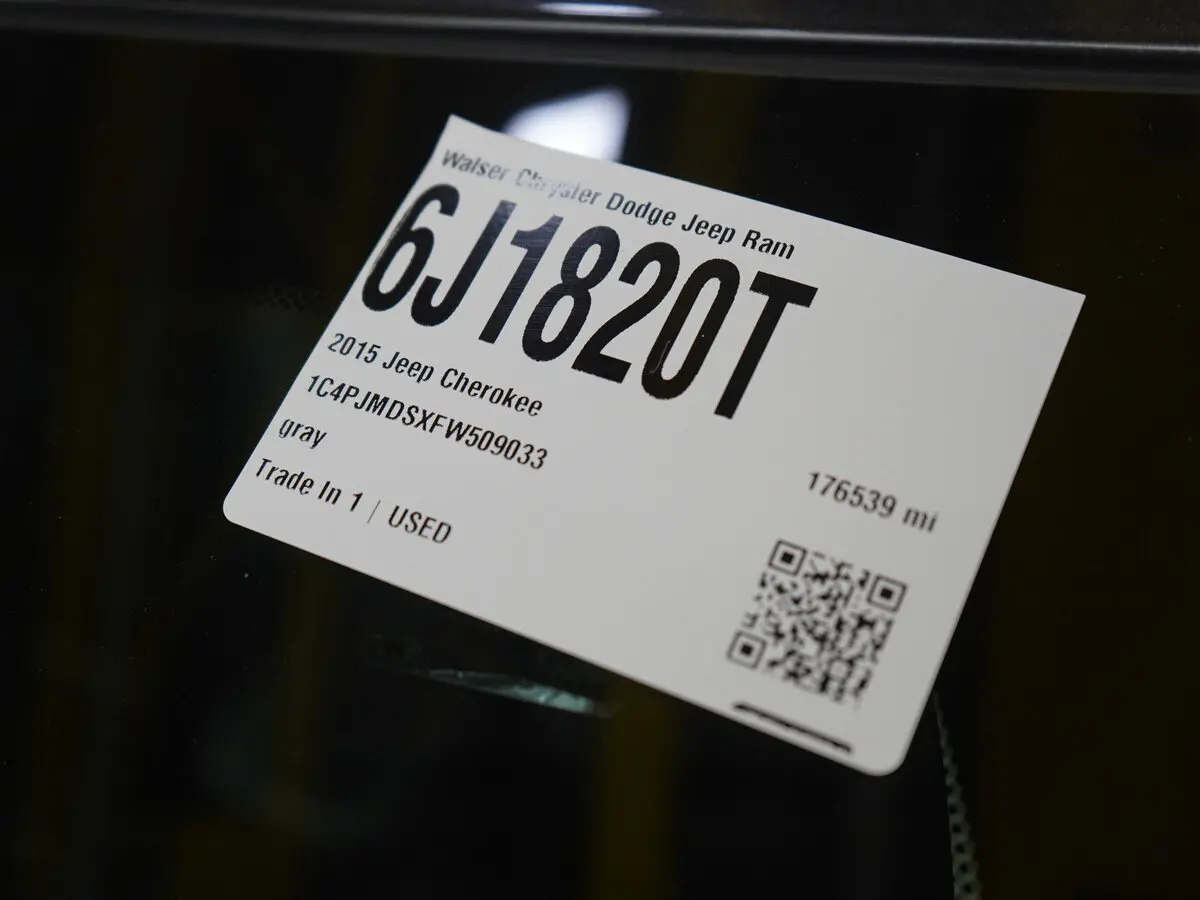 Walser Chrysler Dodge Jeep Ram
6J1820T
2015 Jeep Cherokee
1C4PJMDSXFW509033
gray
Trade In 1 | USED
176539 mi